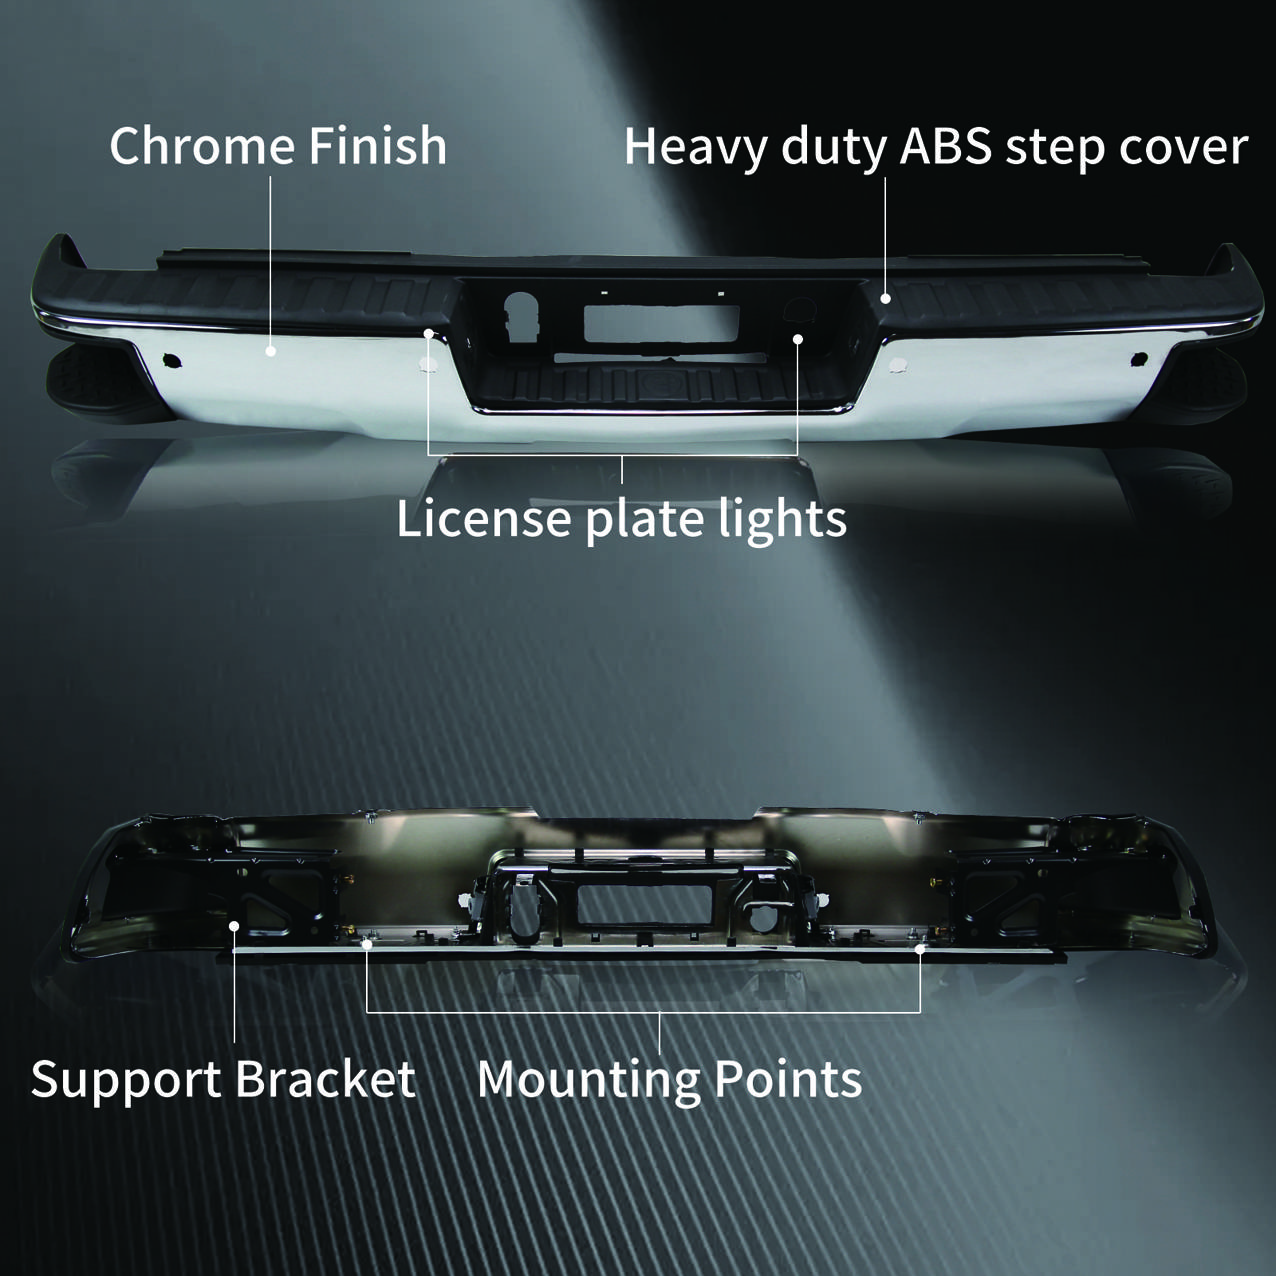 Chrome Finish
Heavy duty ABS step cover
License plate lights
Support Bracket
Mounting Points